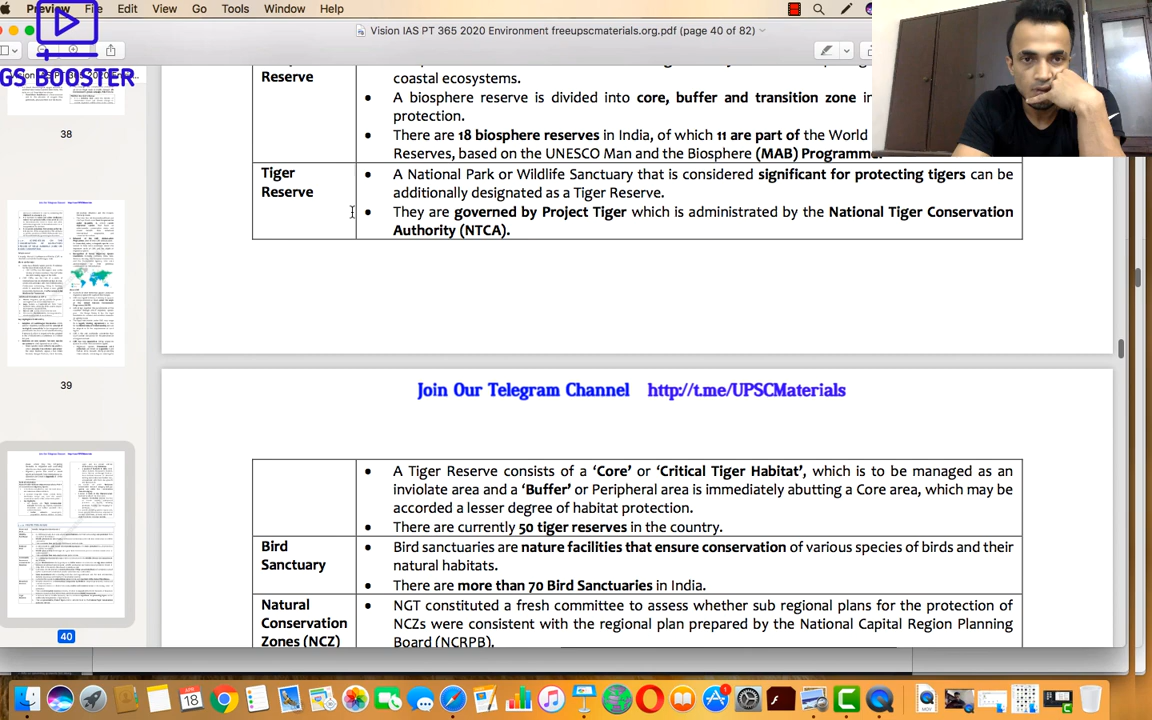 Preview File Edit View Go Tools Window Help
Vision IAS PT 365 2020 Environment freeupscmaterials.org.pdf (page 40 of 82)
GS BOOSTER
38
39
40
Reserve
coastal ecosystems.
A biosphere reserve is divided into core, buffer and transition zone in
protection.
There are 18 biosphere reserves in India, of which 11 are part of the World
Reserves, based on the UNESCO Man and the Biosphere (MAB) Programme.
Tiger
Reserve
A National Park or Wildlife Sanctuary that is considered significant for protecting tigers can be
additionally designated as a Tiger Reserve.
They are governed by Project Tiger which is administrated by the National Tiger Conservation
Authority (NTCA).
Join Our Telegram Channel http://t.me/UPSCMaterials
A Tiger Reserve consists of a ‘Core’ or ‘Critical Tiger Habitat’, which is to be managed as an
inviolate area and a ‘Buffer’ or Peripheral area is immediately abutting a Core area, which may be
accorded a lesser degree of habitat protection.
There are currently 50 tiger reserves in the country.
Bird
Sanctuary
Bird sanctuaries are nature facilities that ensure conservation of various species of birds and their
natural habitats.
There are more than 70 Bird Sanctuaries in India.
Natural
Conservation
Zones (NCZ)
NGT constituted a fresh committee to assess whether sub regional plans for the protection of
NCZs were consistent with the regional plan prepared by the National Capital Region Planning
Board (NCRPB).
APR
18